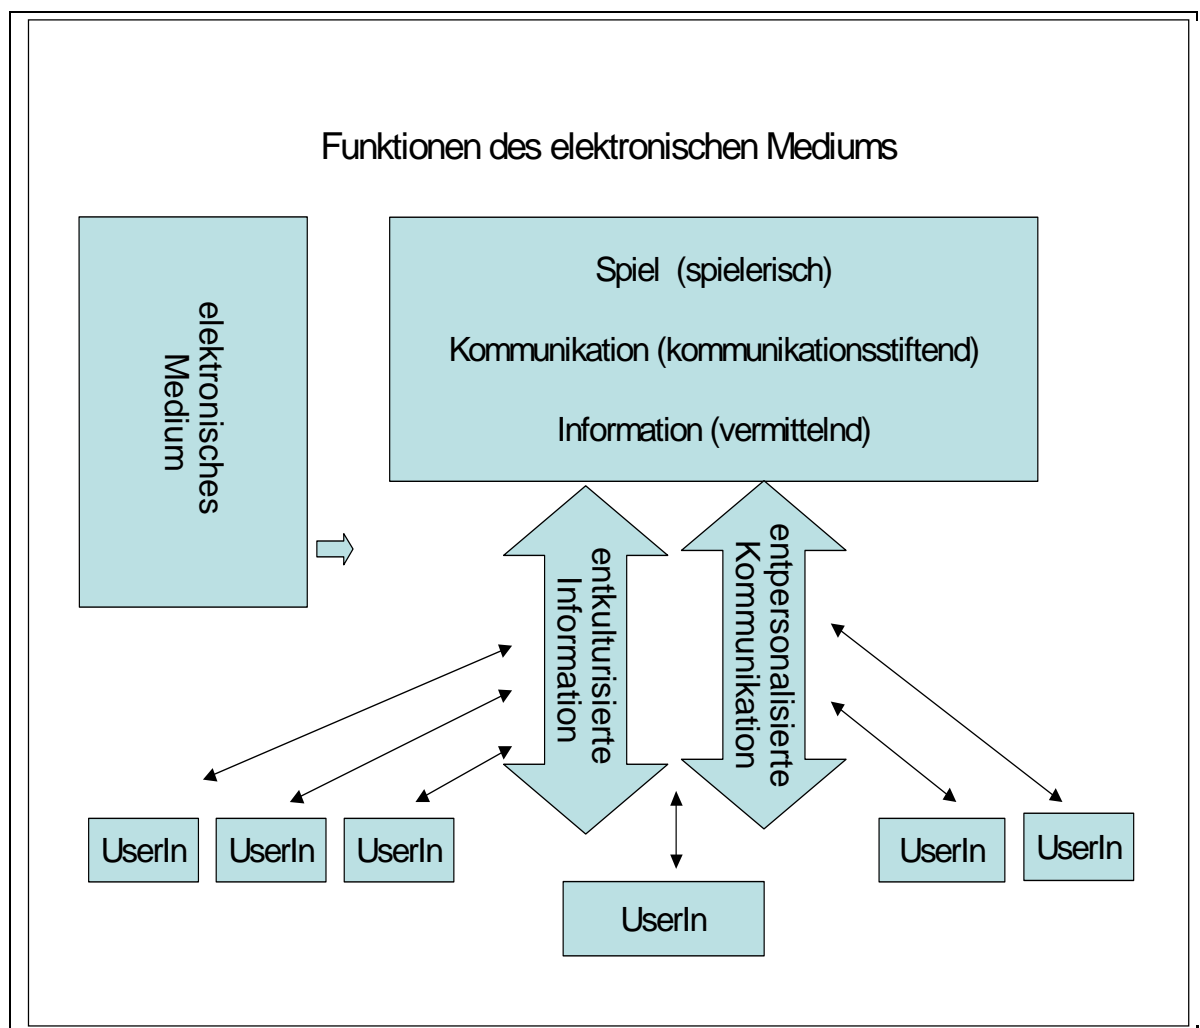 Funktionen des elektronischen Mediums
elektronisches
Medium
Spiel (spielerisch)
Kommunikation (kommunikationsstiftend)
Information (vermittelnd)
entkulturisierte
Information
entpersonalisierte
Kommunikation
UserIn
UserIn
UserIn
UserIn
UserIn
UserIn